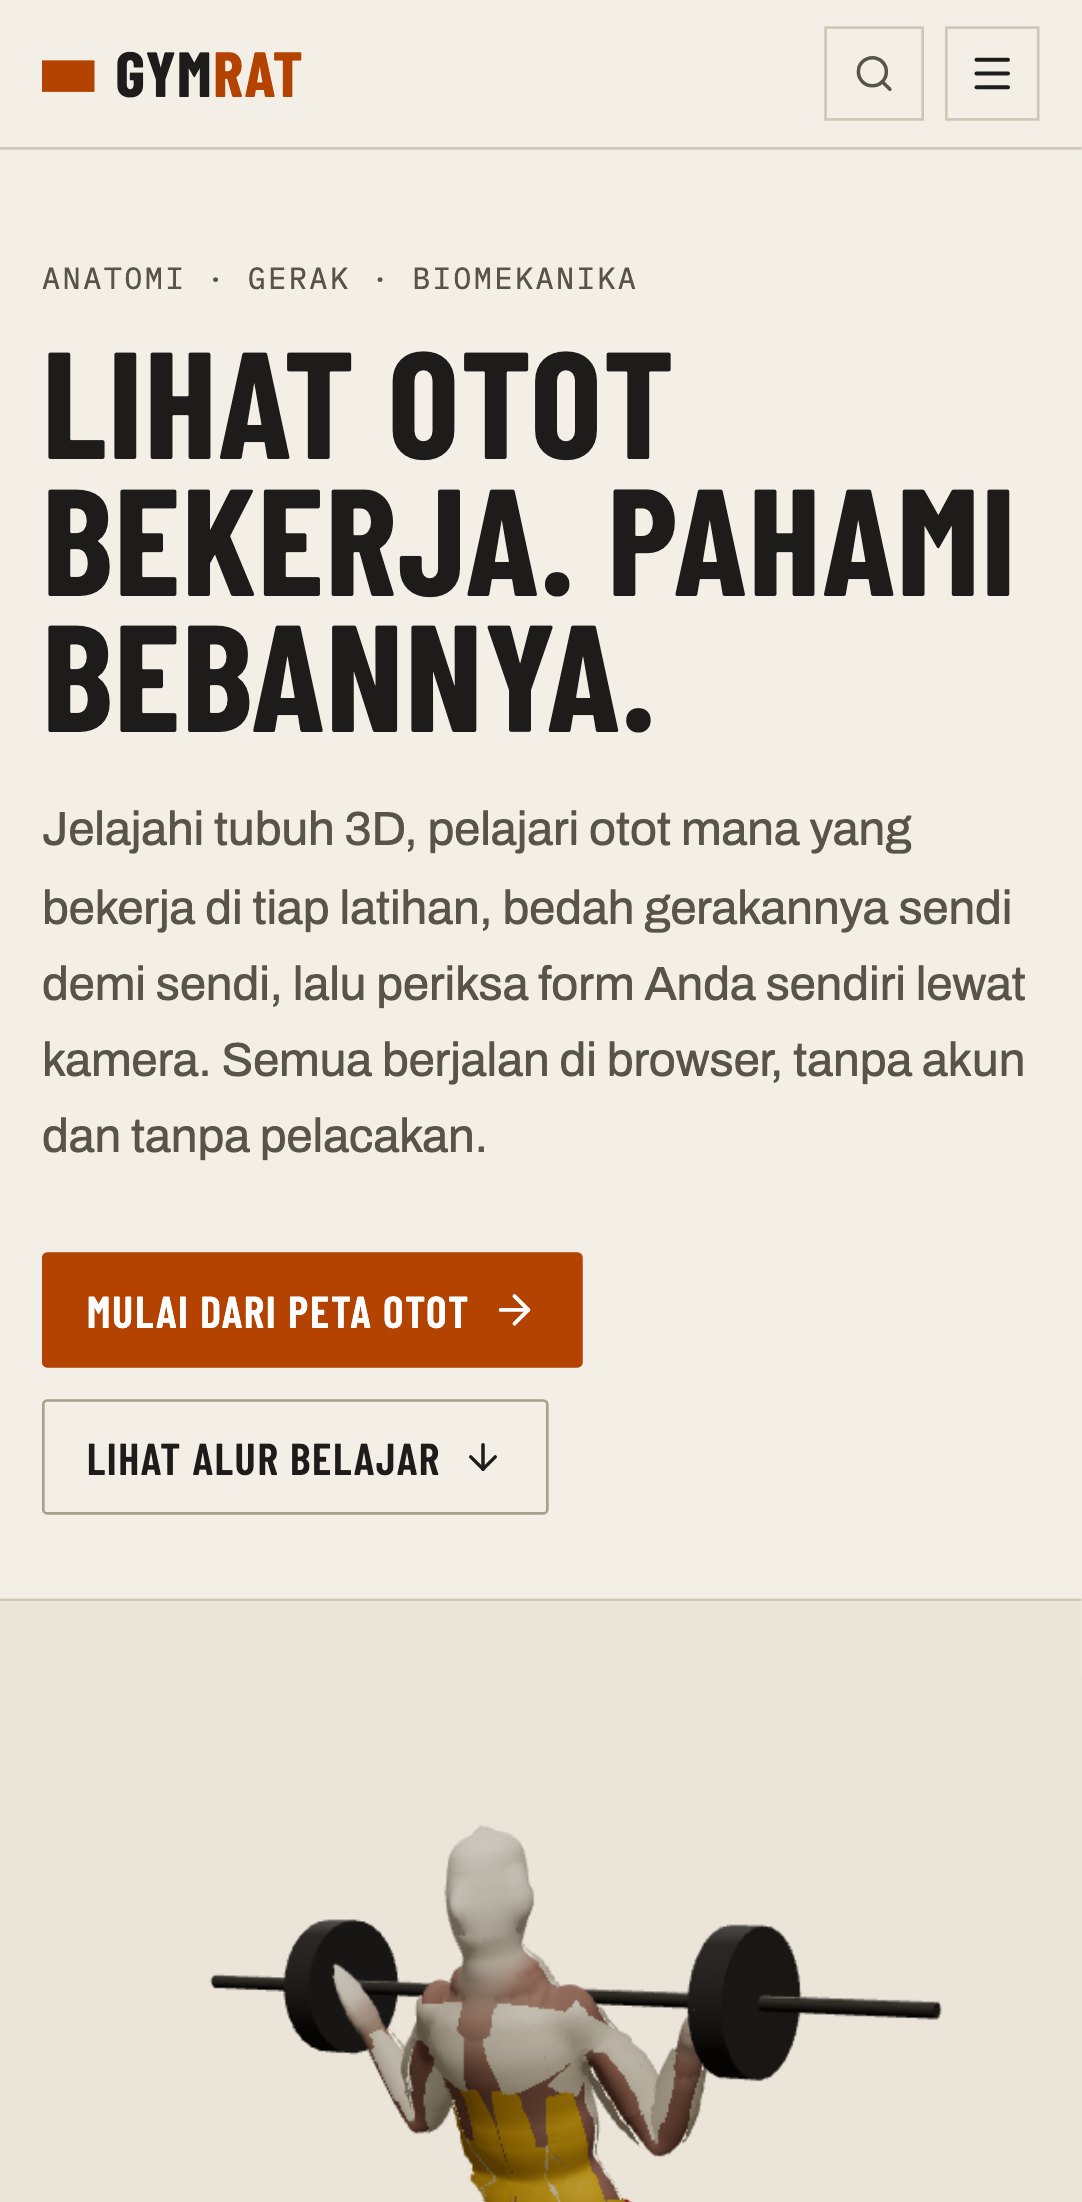 GYMRAT
ANATOMI · GERAK · BIOMEKANIKA
LIHAT OTOT
BEKERJA. PAHAMI
BEBANNYA.
Jelajahi tubuh 3D, pelajari otot mana yang
bekerja di tiap latihan, bedah gerakannya sendi
demi sendi, lalu periksa form Anda sendiri lewat
kamera. Semua berjalan di browser, tanpa akun
dan tanpa pelacakan.
MULAI DARI PETA OTOT →
LIHAT ALUR BELAJAR ↓